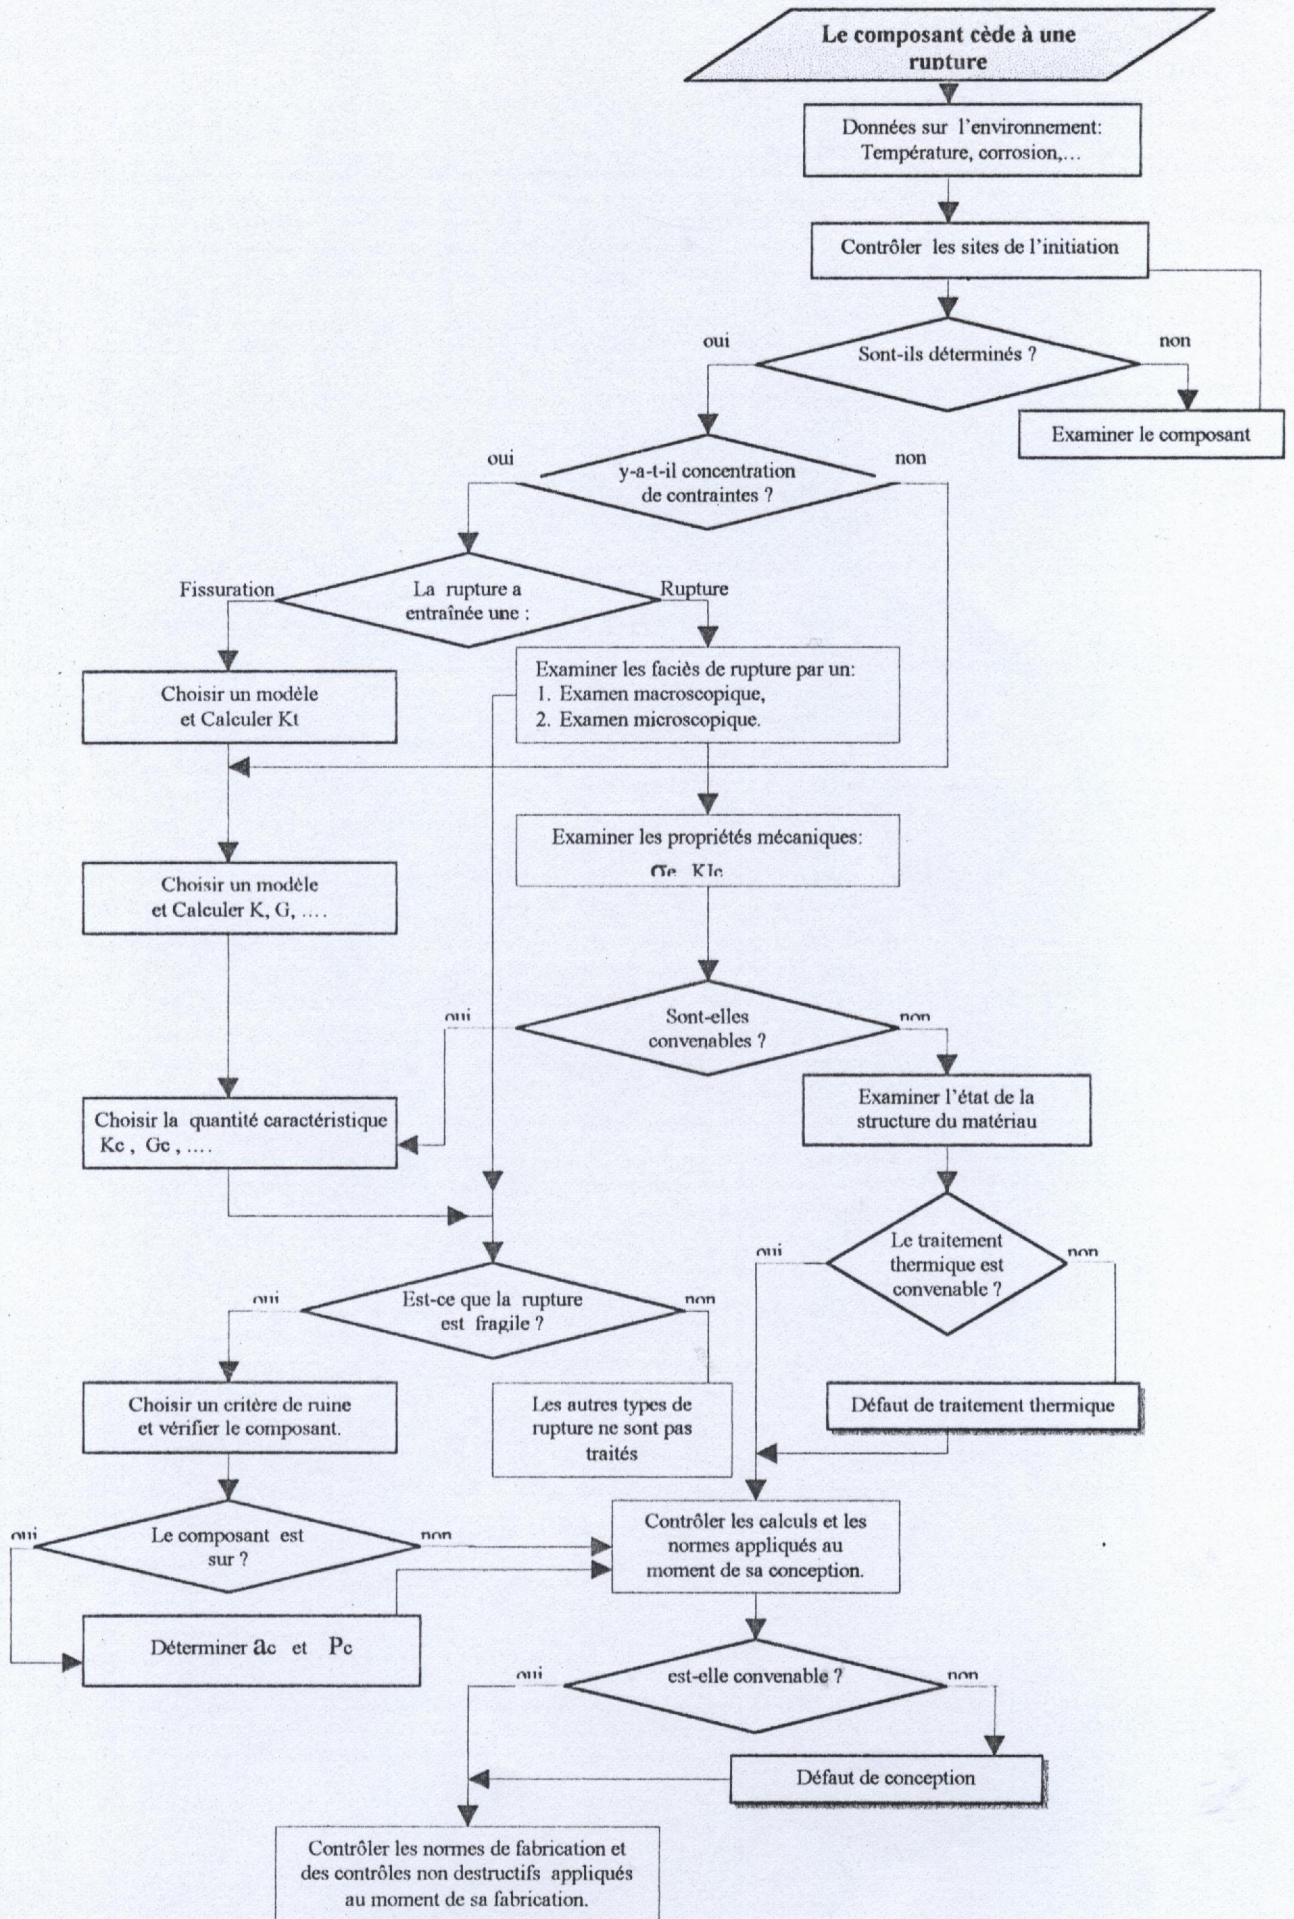 Le composant cède à une
runture
Données sur l'environnement:
Température, corrosion,...
Contrôler les sites de l'initiation
oui
Sont-ils déterminés ?
non
Examiner le composant
oui
y-a-t-il concentration
de contraintes ?
non
Fissuration
La rupture a
entraînée une :
Rupture
Choisir un modèle
et Calculer Kt
Examiner les faciès de rupture par un:
1. Examen macroscopique,
2. Examen microscopique.
Examiner les propriétés mécaniques:
σe KIc
Choisir un modèle
et Calculer K, G, ....
oui
Sont-elles
convenables ?
non
Choisir la quantité caractéristique
Kc , Gc , ....
Examiner l'état de la
structure du matériau
oui
Le traitement
thermique est
convenable ?
non
oui
Est-ce que la rupture
est fragile ?
non
Choisir un critère de ruine
et vérifier le composant.
Les autres types de
rupture ne sont pas
traités
Défaut de traitement thermique
oui
Le composant est
sur ?
non
Contrôler les calculs et les
normes appliqués au
moment de sa conception.
Déterminer ac et Pc
oui
est-elle convenable ?
non
Défaut de conception
Contrôler les normes de fabrication et
des contrôles non destructifs appliqués
au moment de sa fabrication.